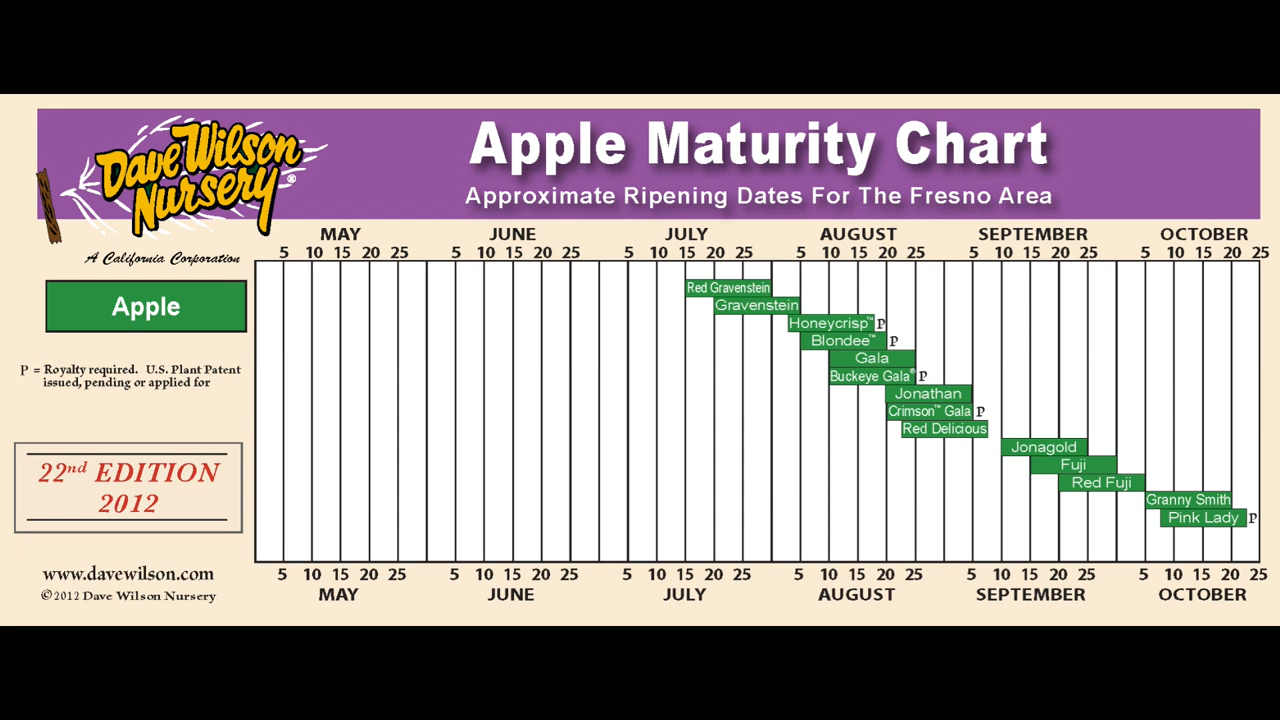 Dave Wilson
Nursery®
Apple Maturity Chart
Approximate Ripening Dates For The Fresno Area
A California Corporation
MAY JUNE JULY AUGUST SEPTEMBER OCTOBER
5 10 15 20 25 5 10 15 20 25 5 10 15 20 25 5 10 15 20 25 5 10 15 20 25 5 10 15 20 25
Apple
Red Gravenstein
Gravenstein
Honeycrisp™ P
Blondee™ P
Gala
Buckeye Gala® P
Jonathan
Crimson™ Gala P
Red Delicious
Jonagold
Fuji
Red Fuji
Granny Smith
Pink Lady P
P = Royalty required. U.S. Plant Patent
issued, pending or applied for
22nd EDITION
2012
www.davewilson.com
©2012 Dave Wilson Nursery
5 10 15 20 25 5 10 15 20 25 5 10 15 20 25 5 10 15 20 25 5 10 15 20 25 5 10 15 20 25
MAY JUNE JULY AUGUST SEPTEMBER OCTOBER